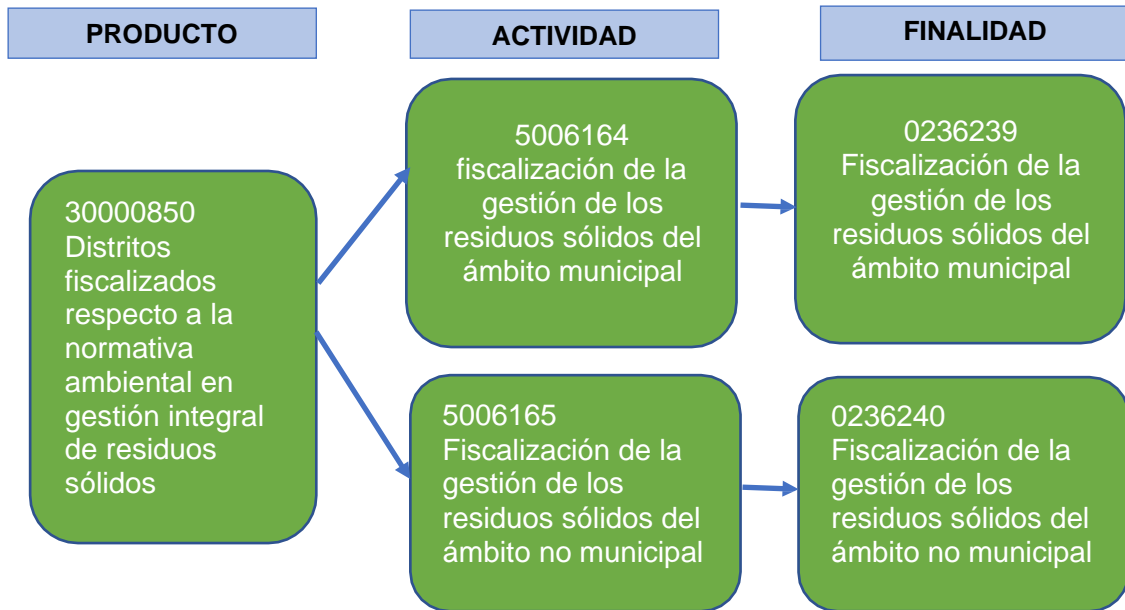 PRODUCTO
ACTIVIDAD
FINALIDAD
30000850
Distritos
fiscalizados
respecto a la
normativa
ambiental en
gestión integral
de residuos
sólidos
5006164
fiscalización de la
gestión de los
residuos sólidos del
ámbito municipal
0236239
Fiscalización de la
gestión de los
residuos sólidos del
ámbito municipal
5006165
Fiscalización de la
gestión de los
residuos sólidos del
ámbito no municipal
0236240
Fiscalización de la
gestión de los
residuos sólidos del
ámbito no municipal